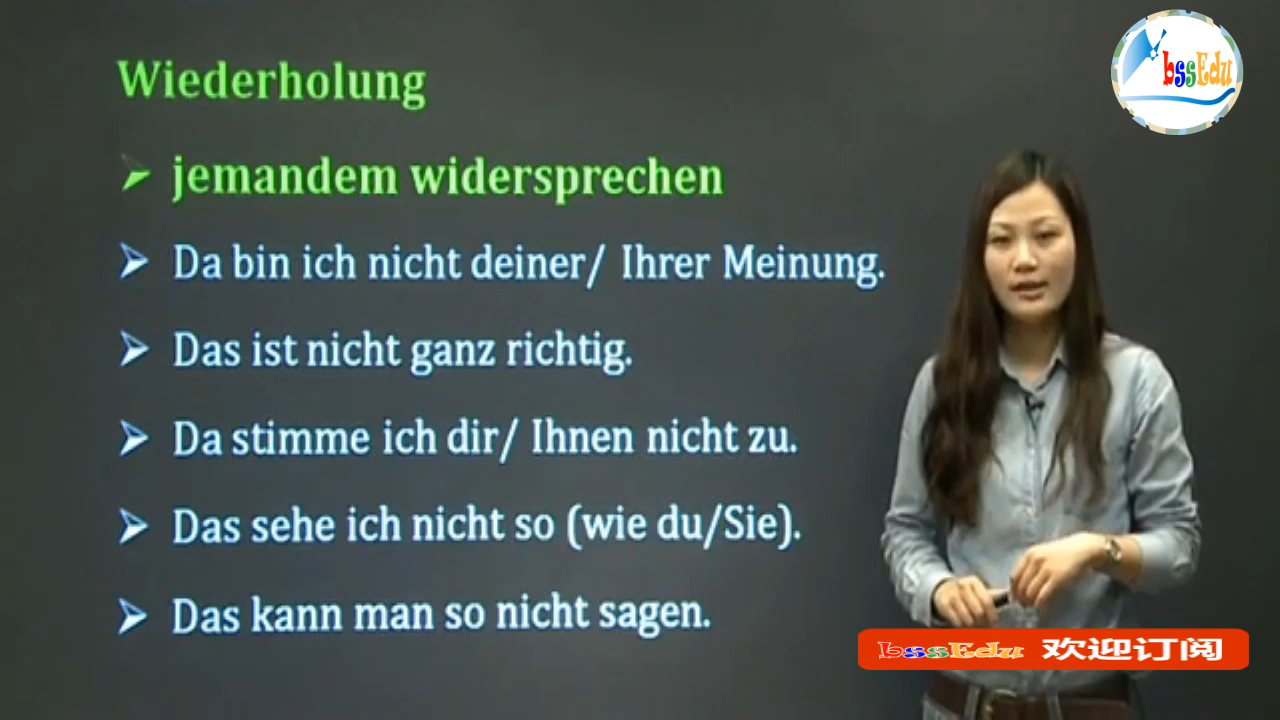 bssEdu
Wiederholung
jemandem widersprechen
Da bin ich nicht deiner/ Ihrer Meinung.
Das ist nicht ganz richtig.
Da stimme ich dir/ Ihnen nicht zu.
Das sehe ich nicht so (wie du/Sie).
Das kann man so nicht sagen.
bssEdu 欢迎订阅